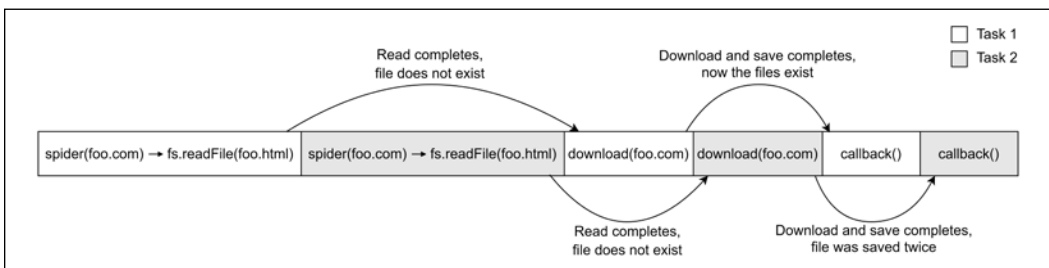 Task 1
Task 2
Read completes,
file does not exist
Download and save completes,
now the files exist
spider(foo.com) → fs.readFile(foo.html)
spider(foo.com) → fs.readFile(foo.html)
download(foo.com)
download(foo.com)
callback()
callback()
Read completes,
file does not exist
Download and save completes,
file was saved twice